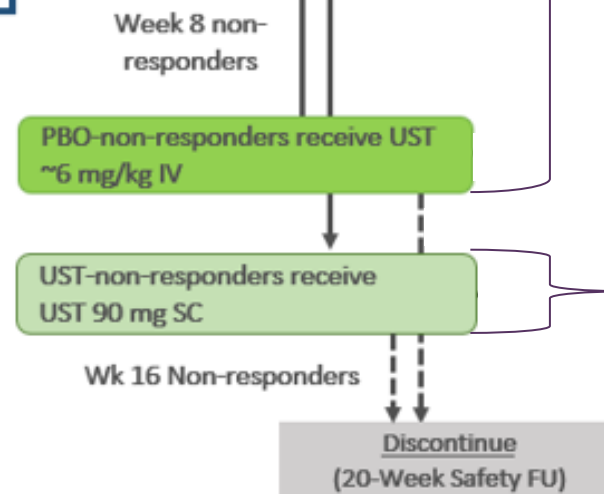 Week 8 non-
responders
PBO-non-responders receive UST
~6 mg/kg IV
UST-non-responders receive
UST 90 mg SC
Wk 16 Non-responders
Discontinue
(20-Week Safety FU)